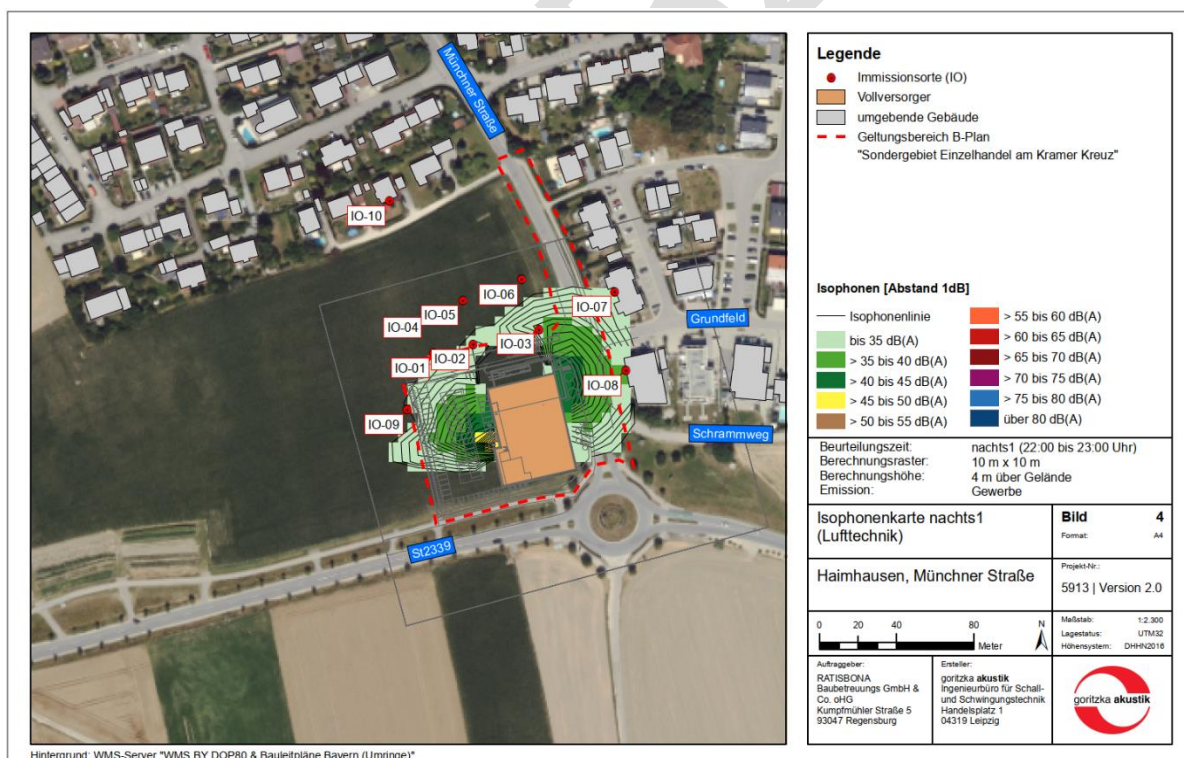 Münchner Straße
IO-10
IO-06
IO-05
IO-07
IO-04
IO-03
IO-02
IO-01
IO-08
IO-09
Grundfeld
Schrammweg
St2339
Legende
Immissionsorte (IO)
Vollversorger
umgebende Gebäude
Geltungsbereich B-Plan
"Sondergebiet Einzelhandel am Kramer Kreuz"
Isophonen [Abstand 1dB]
Isophonenlinie
bis 35 dB(A)
> 35 bis 40 dB(A)
> 40 bis 45 dB(A)
> 45 bis 50 dB(A)
> 50 bis 55 dB(A)
> 55 bis 60 dB(A)
> 60 bis 65 dB(A)
> 65 bis 70 dB(A)
> 70 bis 75 dB(A)
> 75 bis 80 dB(A)
über 80 dB(A)
Beurteilungszeit: nachts1 (22:00 bis 23:00 Uhr)
Berechnungsraster: 10 m x 10 m
Berechnungshöhe: 4 m über Gelände
Emission: Gewerbe
Isophonenkarte nachts1
(Lufttechnik)
Bild 4
Format: A4
Haimhausen, Münchner Straße
Projekt-Nr.:
5913 | Version 2.0
0 20 40 80
Meter
N
Maßstab: 1:2.300
Lagestatus: UTM32
Höhensystem: DHHN2016
Auftraggeber:
RATISBONA
Baubetreuungs GmbH &
Co. oHG
Kumpfmühler Straße 5
93047 Regensburg
Ersteller:
goritzka akustik
Ingenieurbüro für Schall-
und Schwingungstechnik
Handelsplatz 1
04319 Leipzig
goritzka akustik
Hintergrund: WMS-Server "WMS BY DOP80 & Bauleitpläne Bayern (Umringe)"